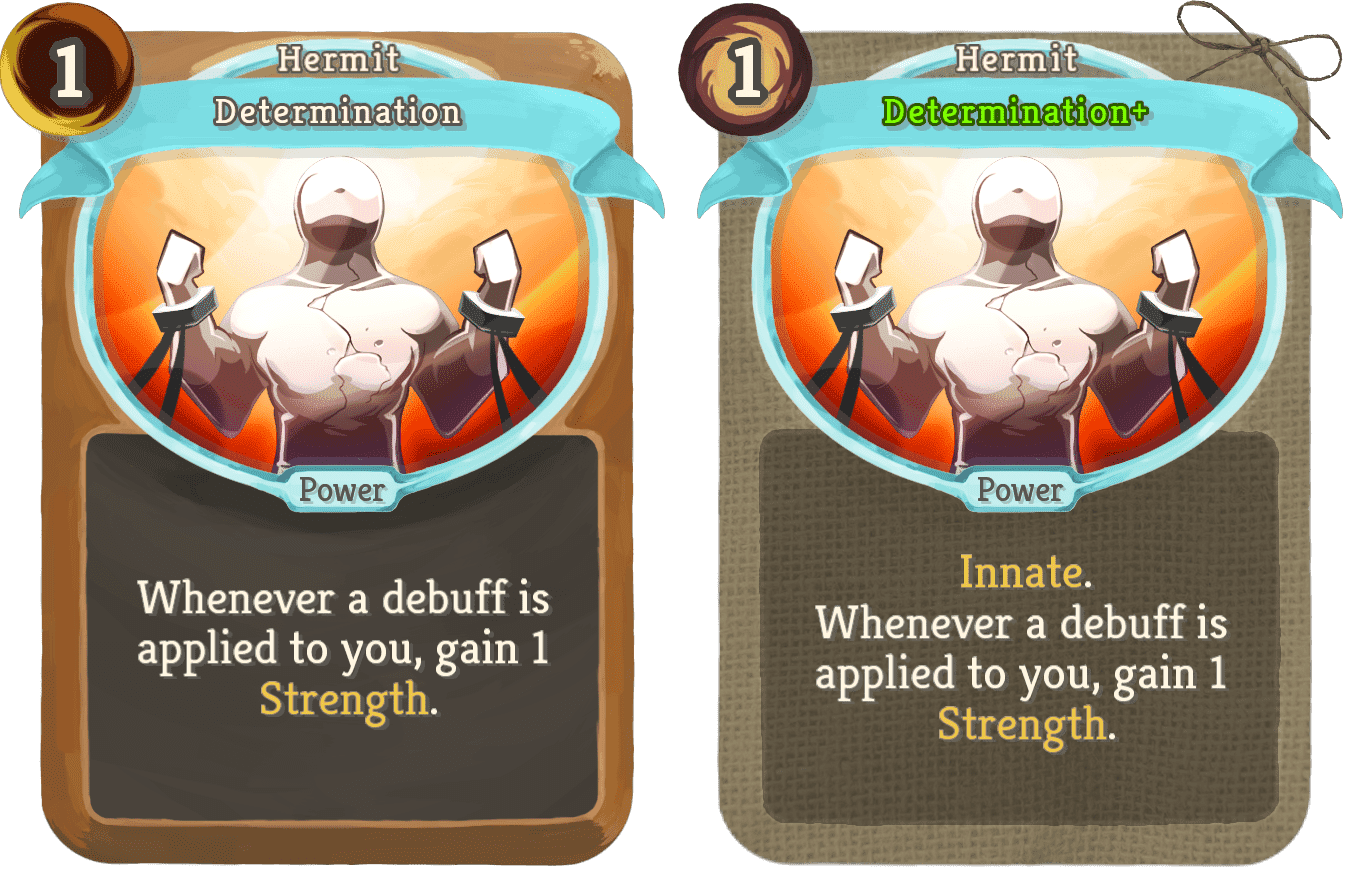 1
Hermit
Determination
Power
Whenever a debuff is
applied to you, gain 1
Strength.
1
Hermit
Determination+
Power
Innate.
Whenever a debuff is
applied to you, gain 1
Strength.